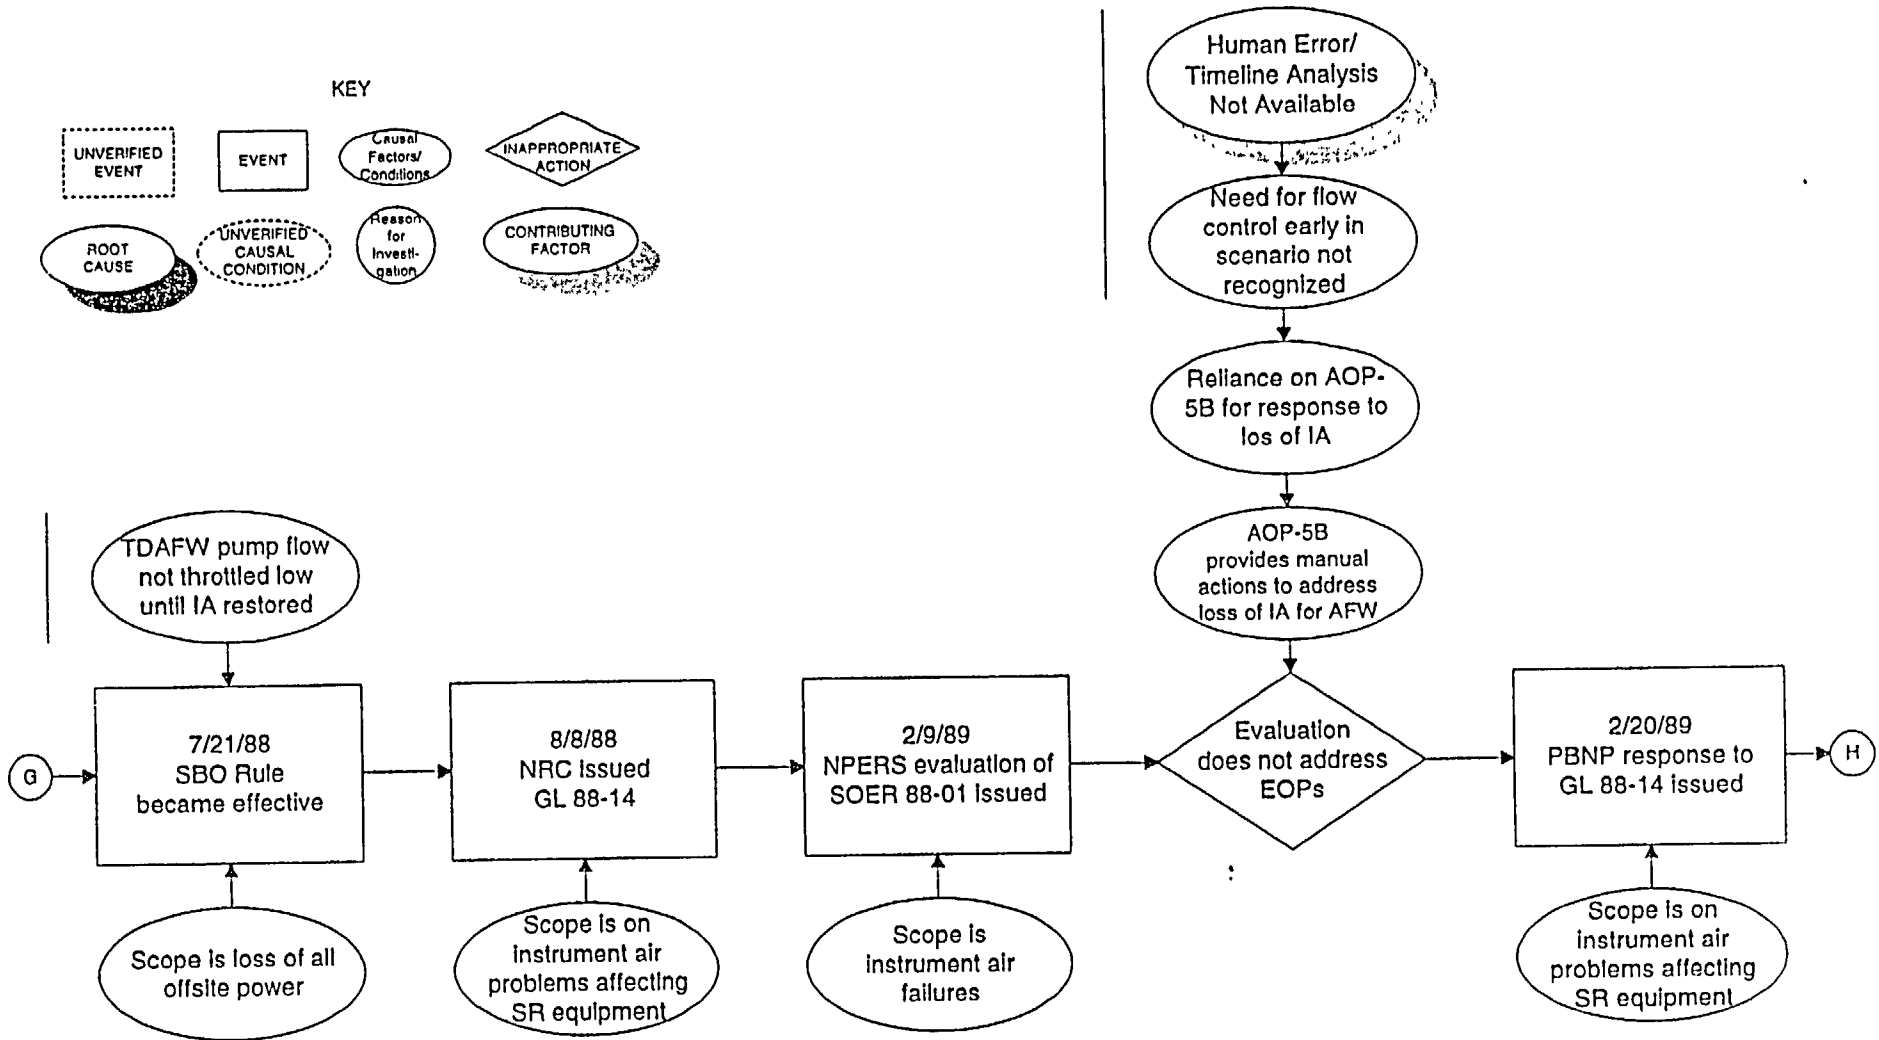 KEY
UNVERIFIED
EVENT
EVENT
Causal
Factors/
Conditions
INAPPROPRIATE
ACTION
ROOT
CAUSE
UNVERIFIED
CAUSAL
CONDITION
Reason
for
Investi-
gation
CONTRIBUTING
FACTOR
Human Error/
Timeline Analysis
Not Available
Need for flow
control early in
scenario not
recognized
Reliance on AOP-
5B for response to
los of IA
AOP-5B
provides manual
actions to address
loss of IA for AFW
TDAFW pump flow
not throttled low
until IA restored
G
7/21/88
SBO Rule
became effective
8/8/88
NRC issued
GL 88-14
2/9/89
NPERS evaluation of
SOER 88-01 issued
Evaluation
does not address
EOPs
2/20/89
PBNP response to
GL 88-14 issued
H
Scope is loss of all
offsite power
Scope is on
instrument air
problems affecting
SR equipment
Scope is
instrument air
failures
Scope is on
instrument air
problems affecting
SR equipment